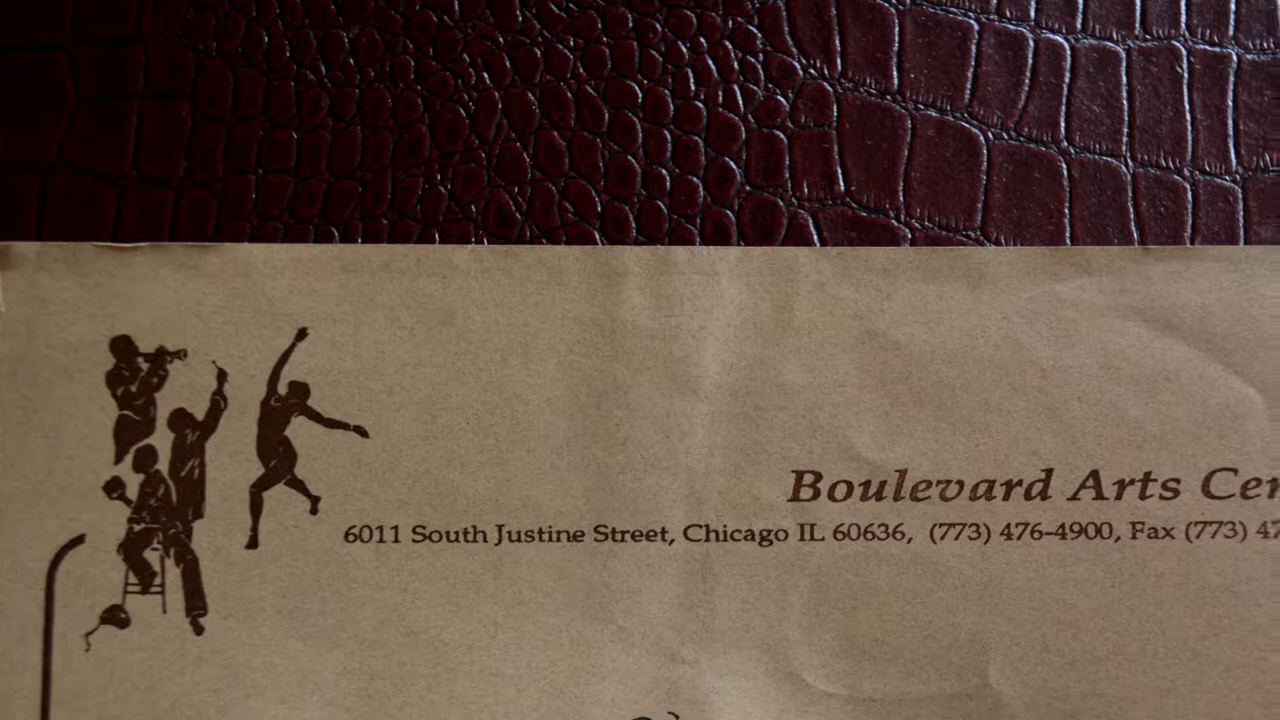 Boulevard Arts Cen
6011 South Justine Street, Chicago IL 60636, (773) 476-4900, Fax (773) 47